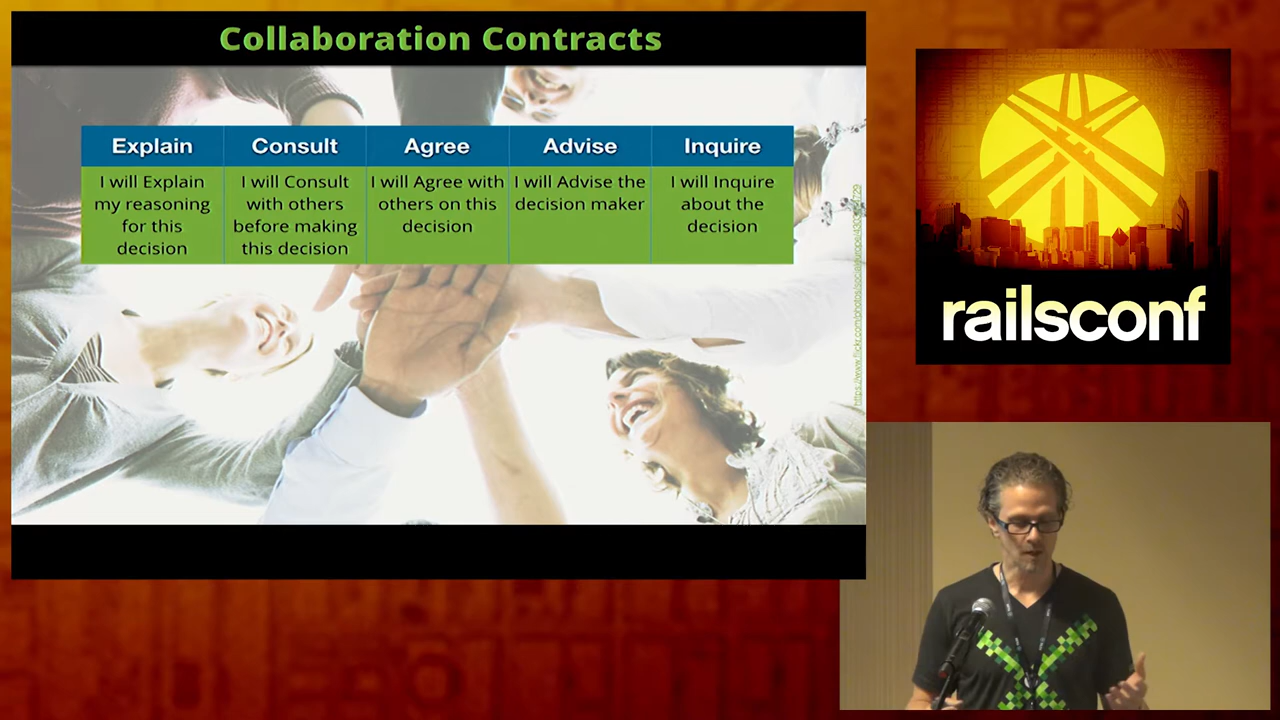 Collaboration Contracts
Explain
Consult
Agree
Advise
Inquire
I will Explain
my reasoning
for this
decision
I will Consult
with others
before making
this decision
I will Agree with
others on this
decision
I will Advise the
decision maker
I will Inquire
about the
decision
railsconf